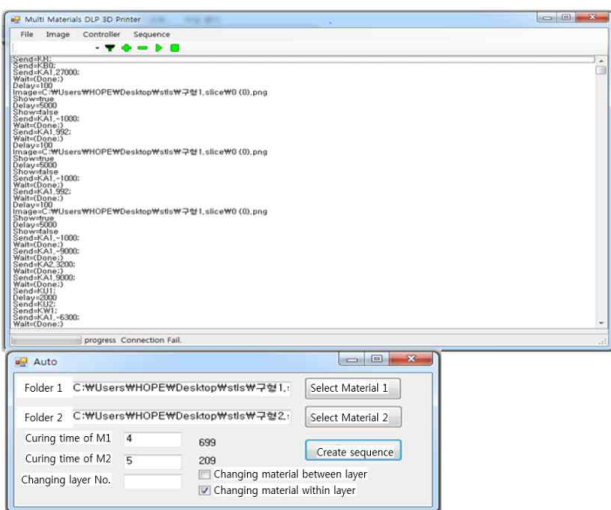 Multi Materials DLP 3D Printer
File Image Controller Sequence
Send=KR;
Send=KB0;
Send=KA1,27000;
Wait=(Done;)
Delay=100
Image=C:₩Users₩HOPE₩Desktop₩stls₩구형1,slice₩0 (0),png
Show=true
Delay=5000
Show=false
Send=KA1,-1000;
Wait=(Done;)
Send=KA1,992;
Wait=(Done;)
Delay=100
Image=C:₩Users₩HOPE₩Desktop₩stls₩구형1,slice₩0 (0),png
Show=true
Delay=5000
Show=false
Send=KA1,-1000;
Wait=(Done;)
Send=KA1,992;
Wait=(Done;)
Delay=100
Image=C:₩Users₩HOPE₩Desktop₩stls₩구형1,slice₩0 (0),png
Show=true
Delay=5000
Show=false
Send=KA1,-1000;
Wait=(Done;)
Send=KA1,-9000;
Wait=(Done;)
Send=KA2,3200;
Send=KA1,9000;
Wait=(Done;)
Send=KU1;
Delay=2000
Send=KU2;
Send=KW1;
Send=KA1,-6300;
Wait=(Done;)
progress Connection Fail.
Auto
Folder 1 C:₩Users₩HOPE₩Desktop₩stls₩구형1, Select Material 1
Folder 2 C:₩Users₩HOPE₩Desktop₩stls₩구형2, Select Material 2
Curing time of M1 4 699
Create sequence
Curing time of M2 5 209
Changing layer No. Changing material between layer
Changing material within layer